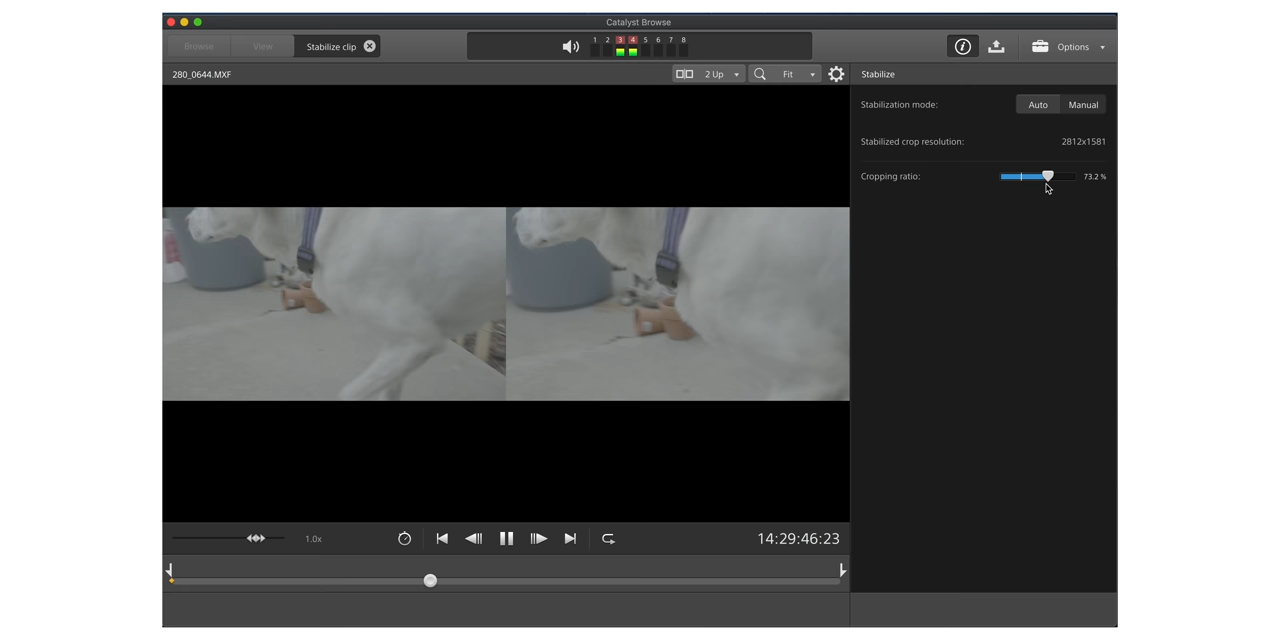 Catalyst Browse
Browse View Stabilize clip 1 2 3 4 5 6 7 8 Options
280_0644.MXF 2 Up Fit Stabilize
Stabilization mode: Auto Manual
Stabilized crop resolution: 2812x1581
Cropping ratio: 73.2 %
1.0x 14:29:46:23